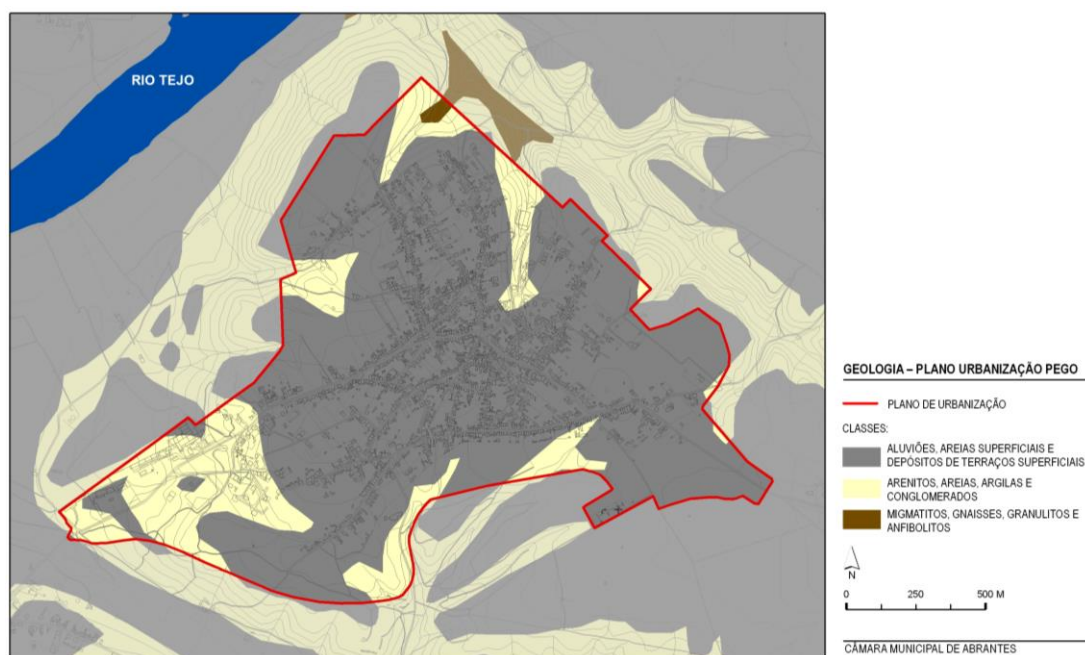 RIO TEJO
GEOLOGIA – PLANO URBANIZAÇÃO PEGO
PLANO DE URBANIZAÇÃO
CLASSES:
ALUVIÕES, AREIAS SUPERFICIAIS E
DEPÓSITOS DE TERRAÇOS SUPERFICIAIS
ARENITOS, AREIAS, ARGILAS E
CONGLOMERADOS
MIGMATITOS, GNAISSES, GRANULITOS E
ANFIBOLITOS
N
0 250 500 M
CÂMARA MUNICIPAL DE ABRANTES